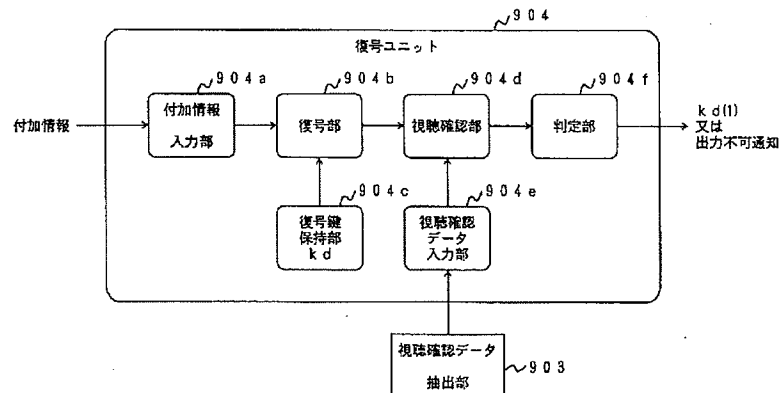 904
復号ユニット
904a
904b
904d
904f
付加情報
付加情報
入力部
復号部
視聴確認部
判定部
kd(1)
又は
出力不可通知
904c
904e
復号鍵
保持部
kd
視聴確認
データ
入力部
視聴確認データ
抽出部
903